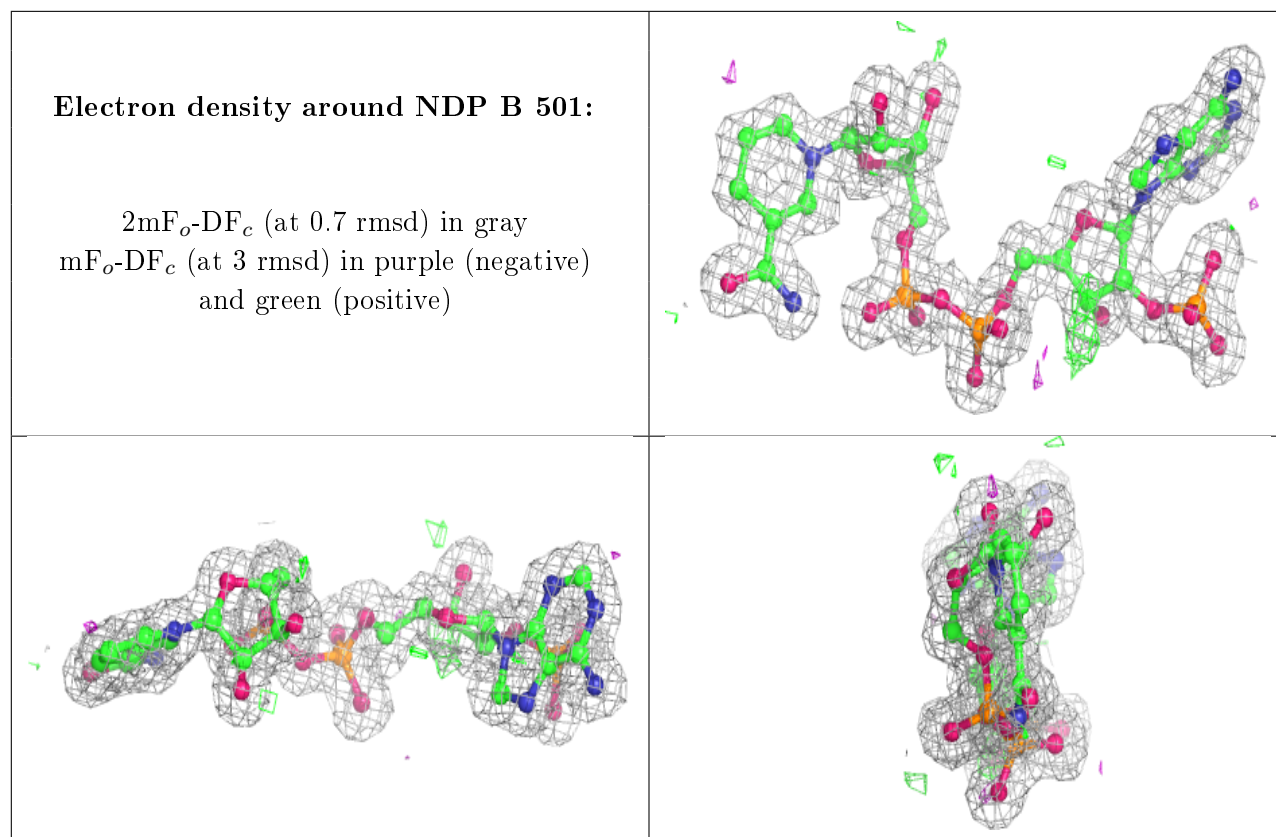 Electron density around NDP B 501:
2mFₒ-DF𝒸 (at 0.7 rmsd) in gray
mFₒ-DF𝒸 (at 3 rmsd) in purple (negative)
and green (positive)